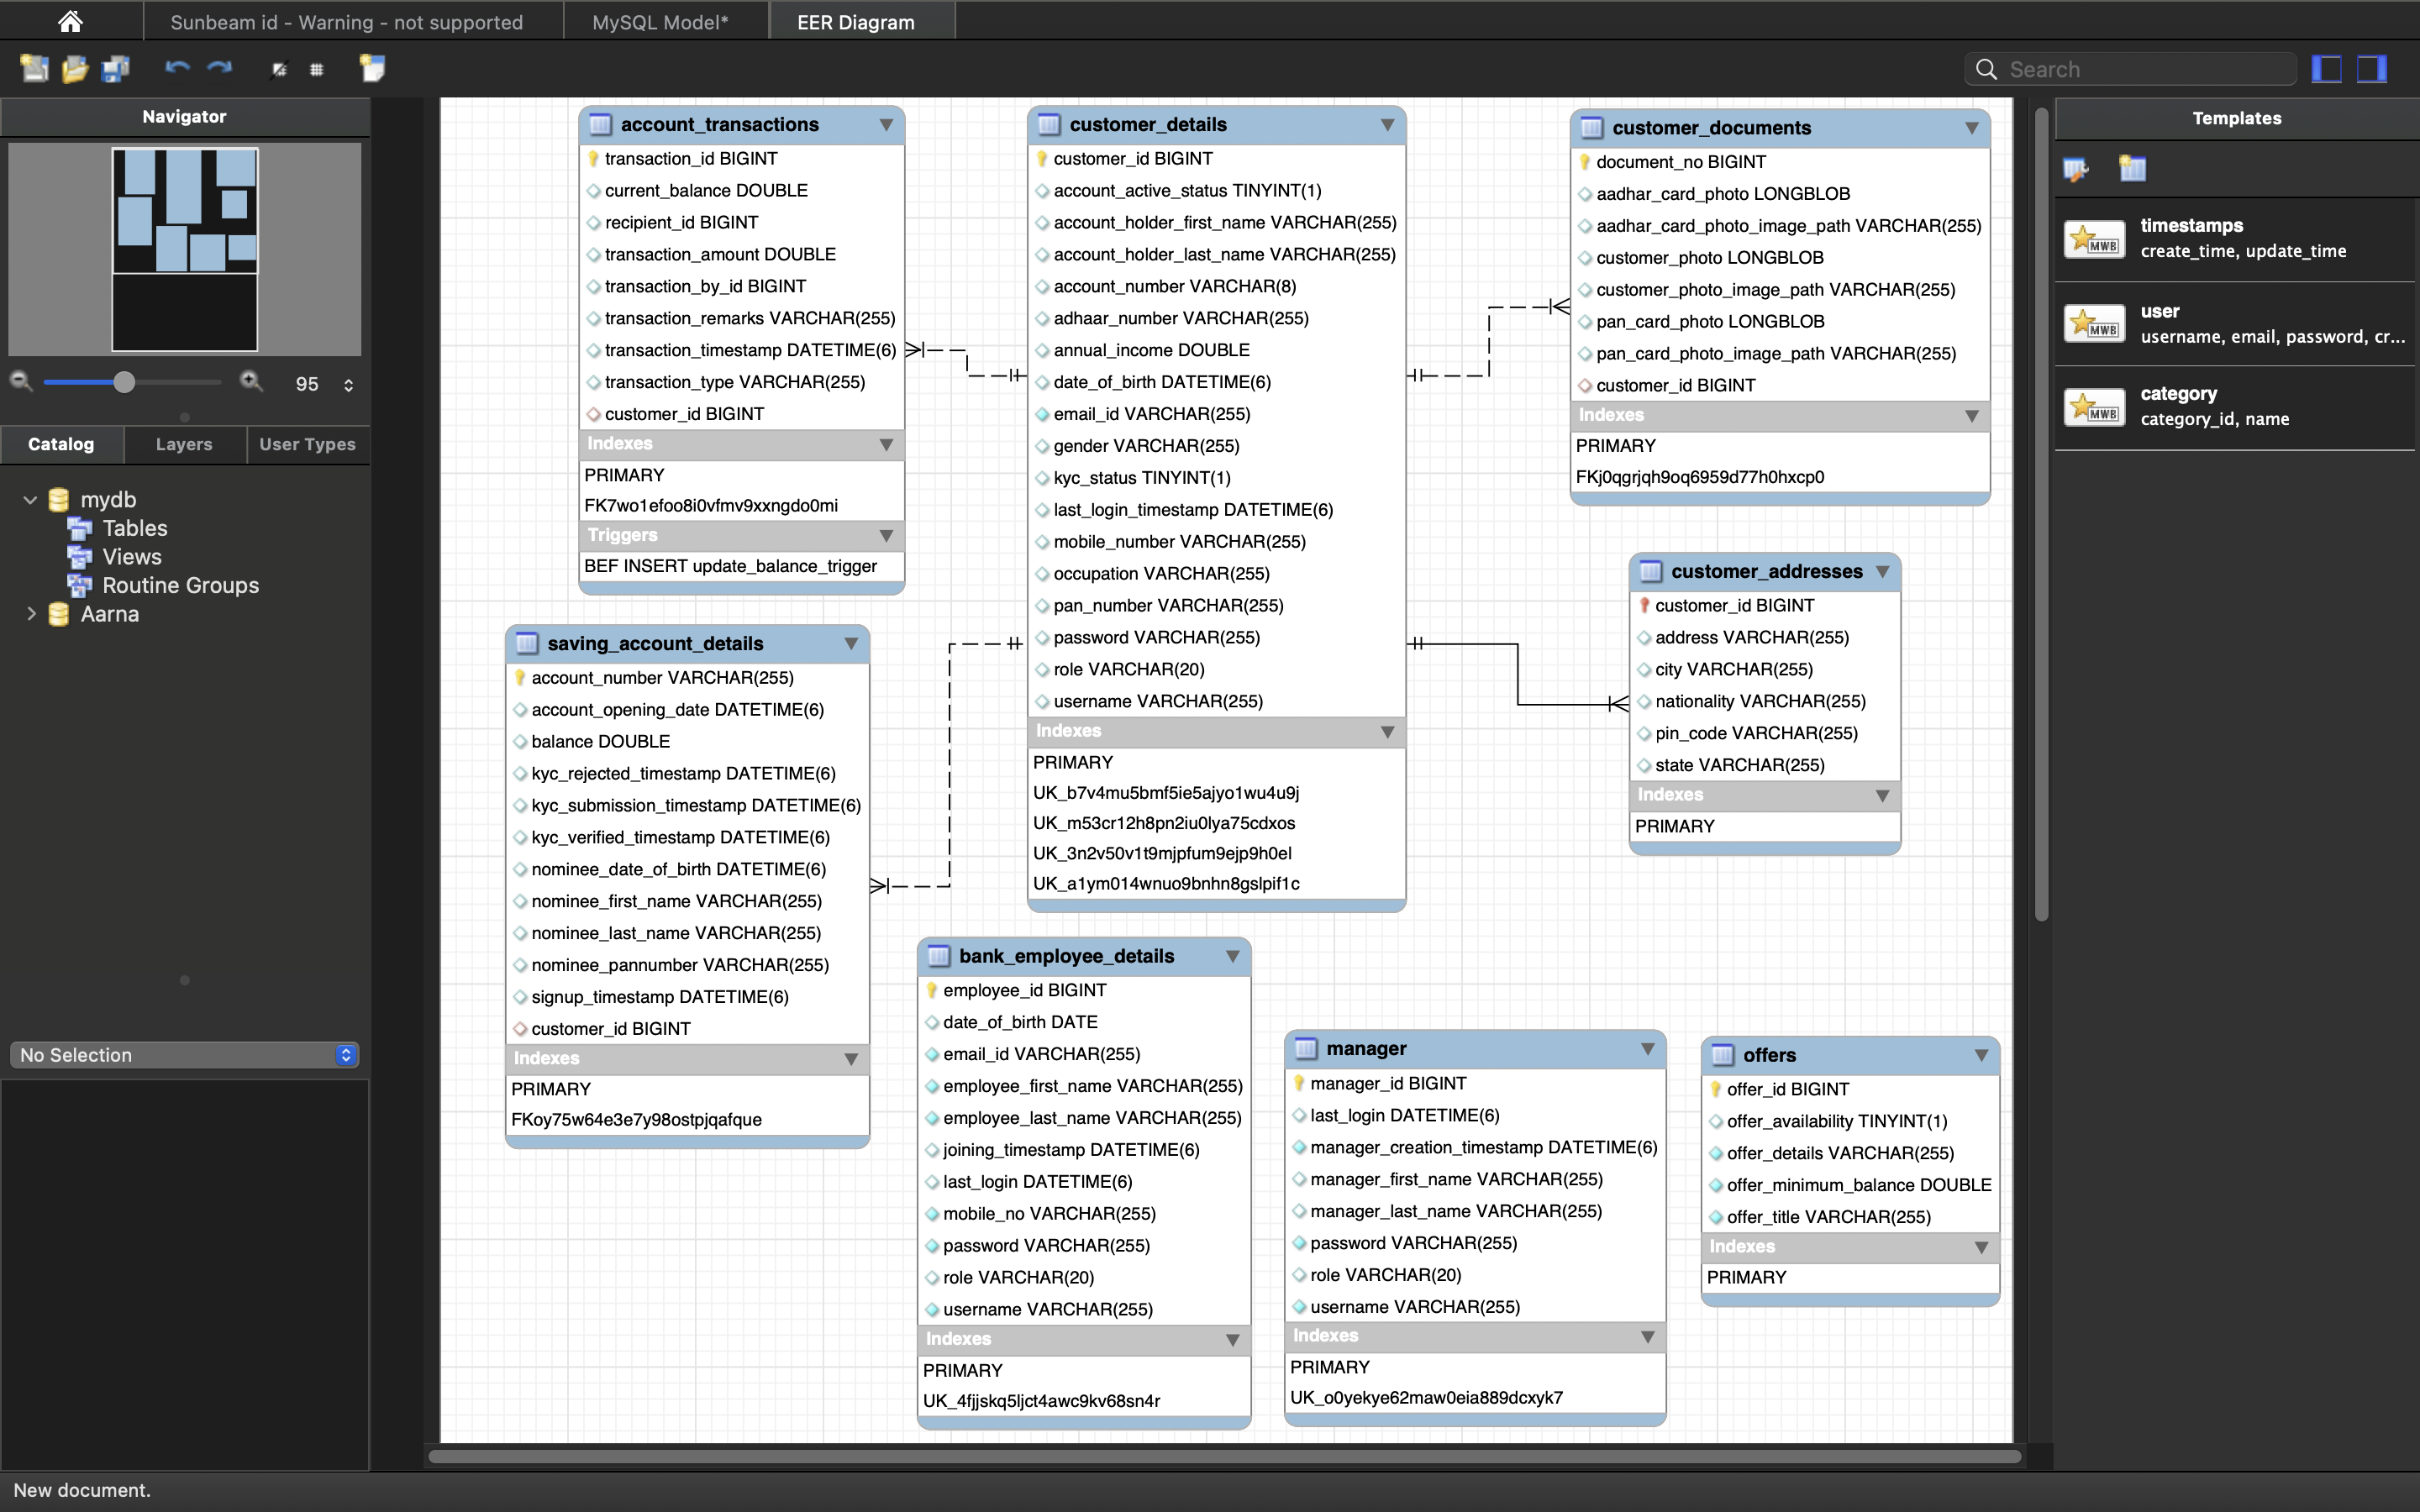 Sunbeam id - Warning - not supported
MySQL Model*
EER Diagram
Search
Navigator
95
Catalog
Layers
User Types
mydb
Tables
Views
Routine Groups
Aarna
No Selection
account_transactions
transaction_id BIGINT
current_balance DOUBLE
recipient_id BIGINT
transaction_amount DOUBLE
transaction_by_id BIGINT
transaction_remarks VARCHAR(255)
transaction_timestamp DATETIME(6)
transaction_type VARCHAR(255)
customer_id BIGINT
Indexes
PRIMARY
FK7wo1efoo8i0vfmv9xxngdo0mi
Triggers
BEF INSERT update_balance_trigger
saving_account_details
account_number VARCHAR(255)
account_opening_date DATETIME(6)
balance DOUBLE
kyc_rejected_timestamp DATETIME(6)
kyc_submission_timestamp DATETIME(6)
kyc_verified_timestamp DATETIME(6)
nominee_date_of_birth DATETIME(6)
nominee_first_name VARCHAR(255)
nominee_last_name VARCHAR(255)
nominee_pannumber VARCHAR(255)
signup_timestamp DATETIME(6)
customer_id BIGINT
Indexes
PRIMARY
FKoy75w64e3e7y98ostpjqafque
customer_details
customer_id BIGINT
account_active_status TINYINT(1)
account_holder_first_name VARCHAR(255)
account_holder_last_name VARCHAR(255)
account_number VARCHAR(8)
adhaar_number VARCHAR(255)
annual_income DOUBLE
date_of_birth DATETIME(6)
email_id VARCHAR(255)
gender VARCHAR(255)
kyc_status TINYINT(1)
last_login_timestamp DATETIME(6)
mobile_number VARCHAR(255)
occupation VARCHAR(255)
pan_number VARCHAR(255)
password VARCHAR(255)
role VARCHAR(20)
username VARCHAR(255)
Indexes
PRIMARY
UK_b7v4mu5bmf5ie5ajyo1wu4u9j
UK_m53cr12h8pn2iu0lya75cdxos
UK_3n2v50v1t9mjpfum9ejp9h0el
UK_a1ym014wnuo9bnhn8gslpif1c
customer_documents
document_no BIGINT
aadhar_card_photo LONGBLOB
aadhar_card_photo_image_path VARCHAR(255)
customer_photo LONGBLOB
customer_photo_image_path VARCHAR(255)
pan_card_photo LONGBLOB
pan_card_photo_image_path VARCHAR(255)
customer_id BIGINT
Indexes
PRIMARY
FKj0qgrjqh9oq6959d77h0hxcp0
customer_addresses
customer_id BIGINT
address VARCHAR(255)
city VARCHAR(255)
nationality VARCHAR(255)
pin_code VARCHAR(255)
state VARCHAR(255)
Indexes
PRIMARY
bank_employee_details
employee_id BIGINT
date_of_birth DATE
email_id VARCHAR(255)
employee_first_name VARCHAR(255)
employee_last_name VARCHAR(255)
joining_timestamp DATETIME(6)
last_login DATETIME(6)
mobile_no VARCHAR(255)
password VARCHAR(255)
role VARCHAR(20)
username VARCHAR(255)
Indexes
PRIMARY
UK_4fjjskq5ljct4awc9kv68sn4r
manager
manager_id BIGINT
last_login DATETIME(6)
manager_creation_timestamp DATETIME(6)
manager_first_name VARCHAR(255)
manager_last_name VARCHAR(255)
password VARCHAR(255)
role VARCHAR(20)
username VARCHAR(255)
Indexes
PRIMARY
UK_o0yekye62maw0eia889dcxyk7
offers
offer_id BIGINT
offer_availability TINYINT(1)
offer_details VARCHAR(255)
offer_minimum_balance DOUBLE
offer_title VARCHAR(255)
Indexes
PRIMARY
Templates
MWB
timestamps
create_time, update_time
MWB
user
username, email, password, cr...
MWB
category
category_id, name
New document.